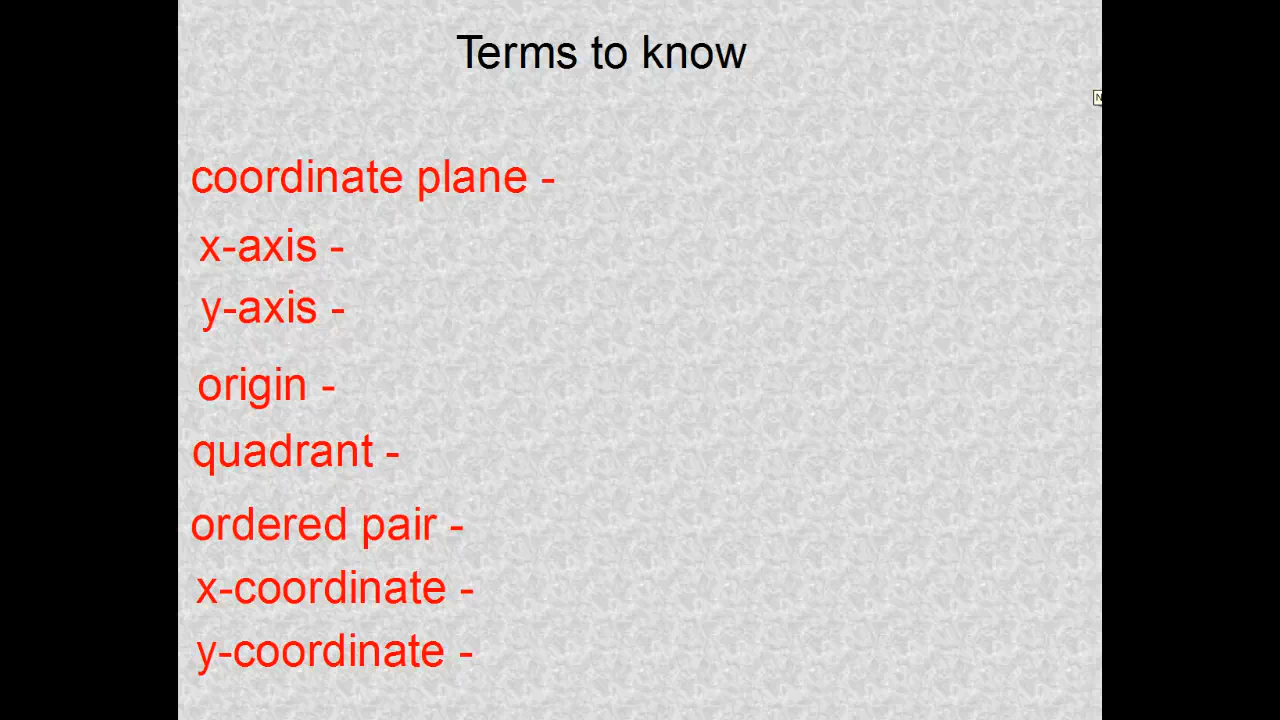 Terms to know
N
coordinate plane -
x-axis -
y-axis -
origin -
quadrant -
ordered pair -
x-coordinate -
y-coordinate -